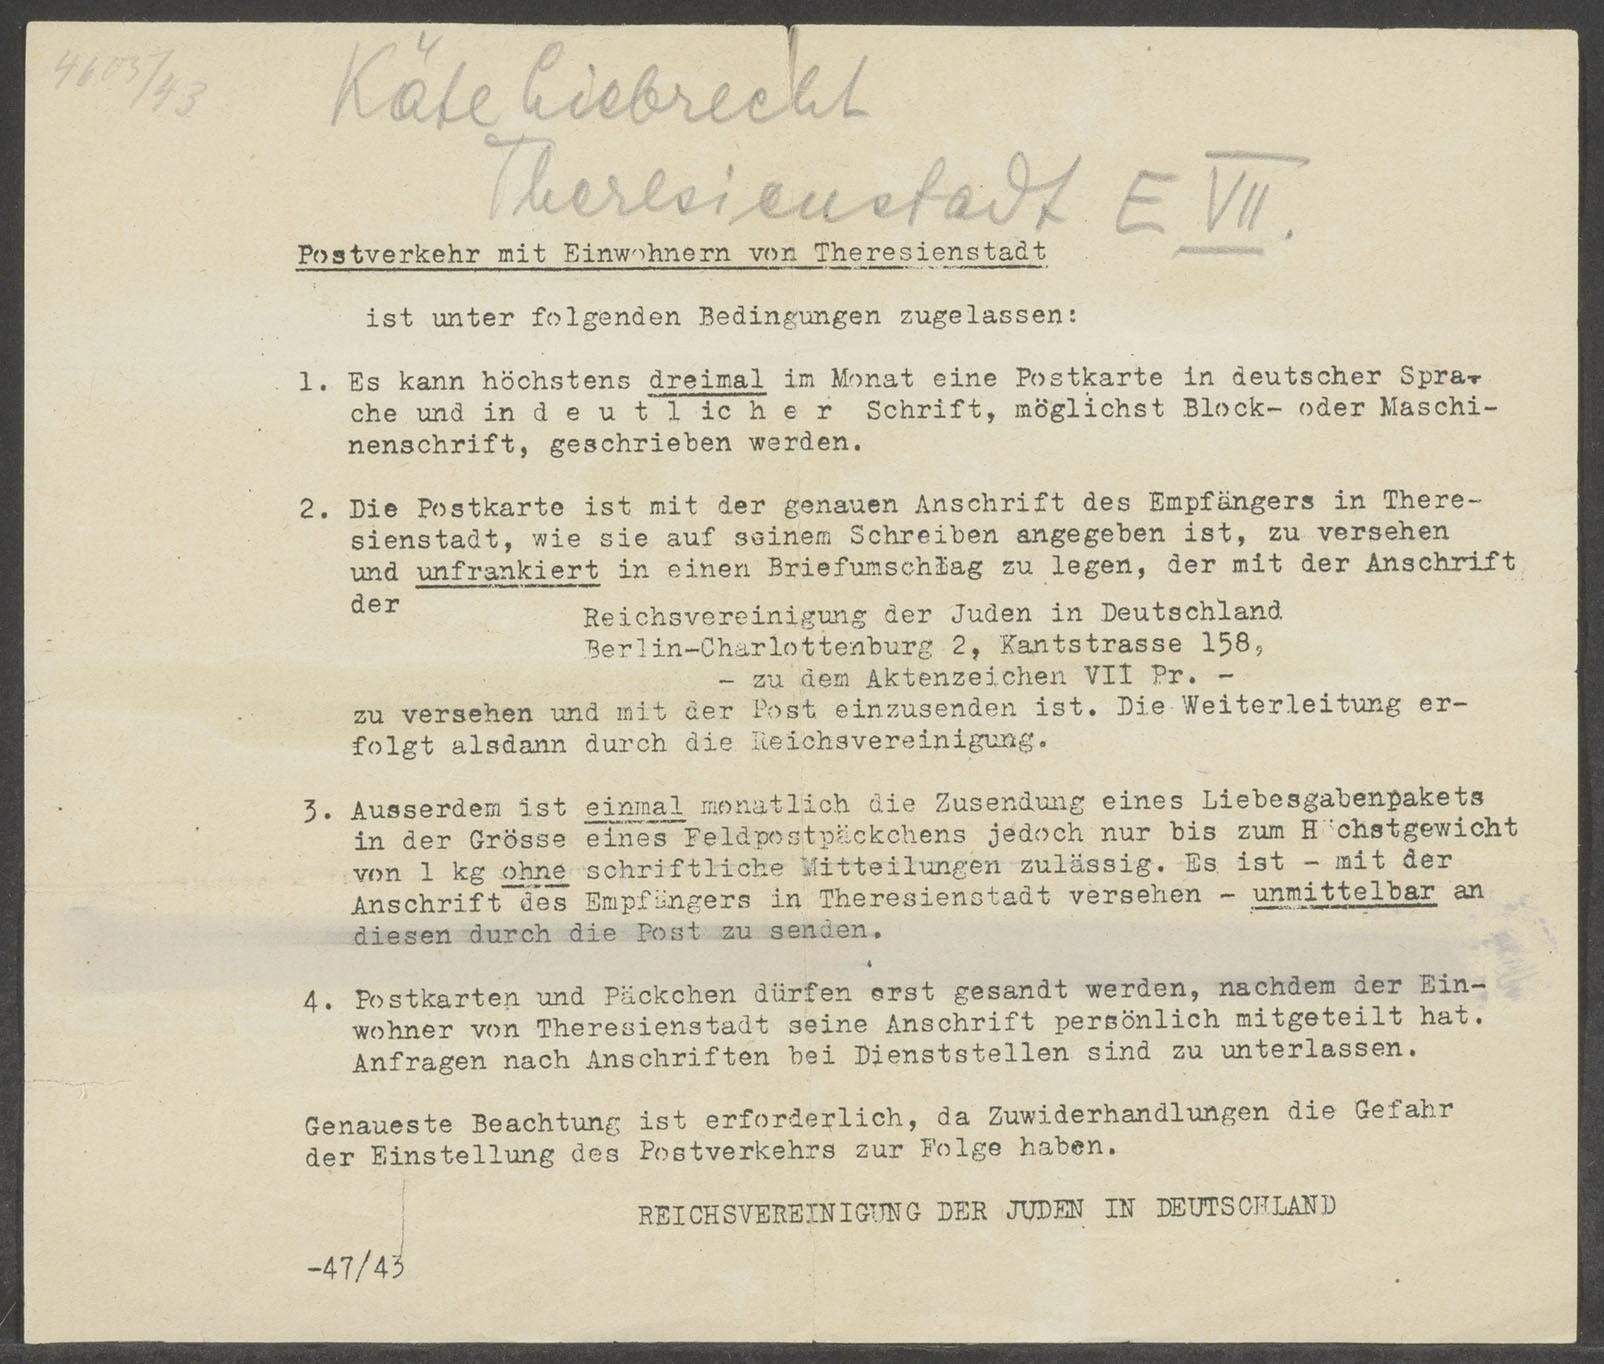 4603/43
Käte Liebrecht
Theresienstadt E VII.
Postverkehr mit Einwohnern von Theresienstadt
ist unter folgenden Bedingungen zugelassen:
1. Es kann höchstens dreimal im Monat eine Postkarte in deutscher Spra-
che und in d e u t l ic h e r Schrift, möglichst Block- oder Maschi-
nenschrift, geschrieben werden.
2. Die Postkarte ist mit der genauen Anschrift des Empfängers in There-
sienstadt, wie sie auf seinem Schreiben angegeben ist, zu versehen
und unfrankiert in einen Briefumschlag zu legen, der mit der Anschrift
der
Reichsvereinigung der Juden in Deutschland
Berlin-Charlottenburg 2, Kantstrasse 158,
- zu dem Aktenzeichen VII Pr. -
zu versehen und mit der Post einzusenden ist. Die Weiterleitung er-
folgt alsdann durch die Reichsvereinigung.
3. Ausserdem ist einmal monatlich die Zusendung eines Liebesgabenpakets
in der Grösse eines Feldpostpäckchens jedoch nur bis zum Höchstgewicht
von 1 kg ohne schriftliche Mitteilungen zulässig. Es ist - mit der
Anschrift des Empfängers in Theresienstadt versehen - unmittelbar an
diesen durch die Post zu senden.
4. Postkarten und Päckchen dürfen erst gesandt werden, nachdem der Ein-
wohner von Theresienstadt seine Anschrift persönlich mitgeteilt hat.
Anfragen nach Anschriften bei Dienststellen sind zu unterlassen.
Genaueste Beachtung ist erforderlich, da Zuwiderhandlungen die Gefahr
der Einstellung des Postverkehrs zur Folge haben.
REICHSVEREINIGUNG DER JUDEN IN DEUTSCHLAND
-47/43